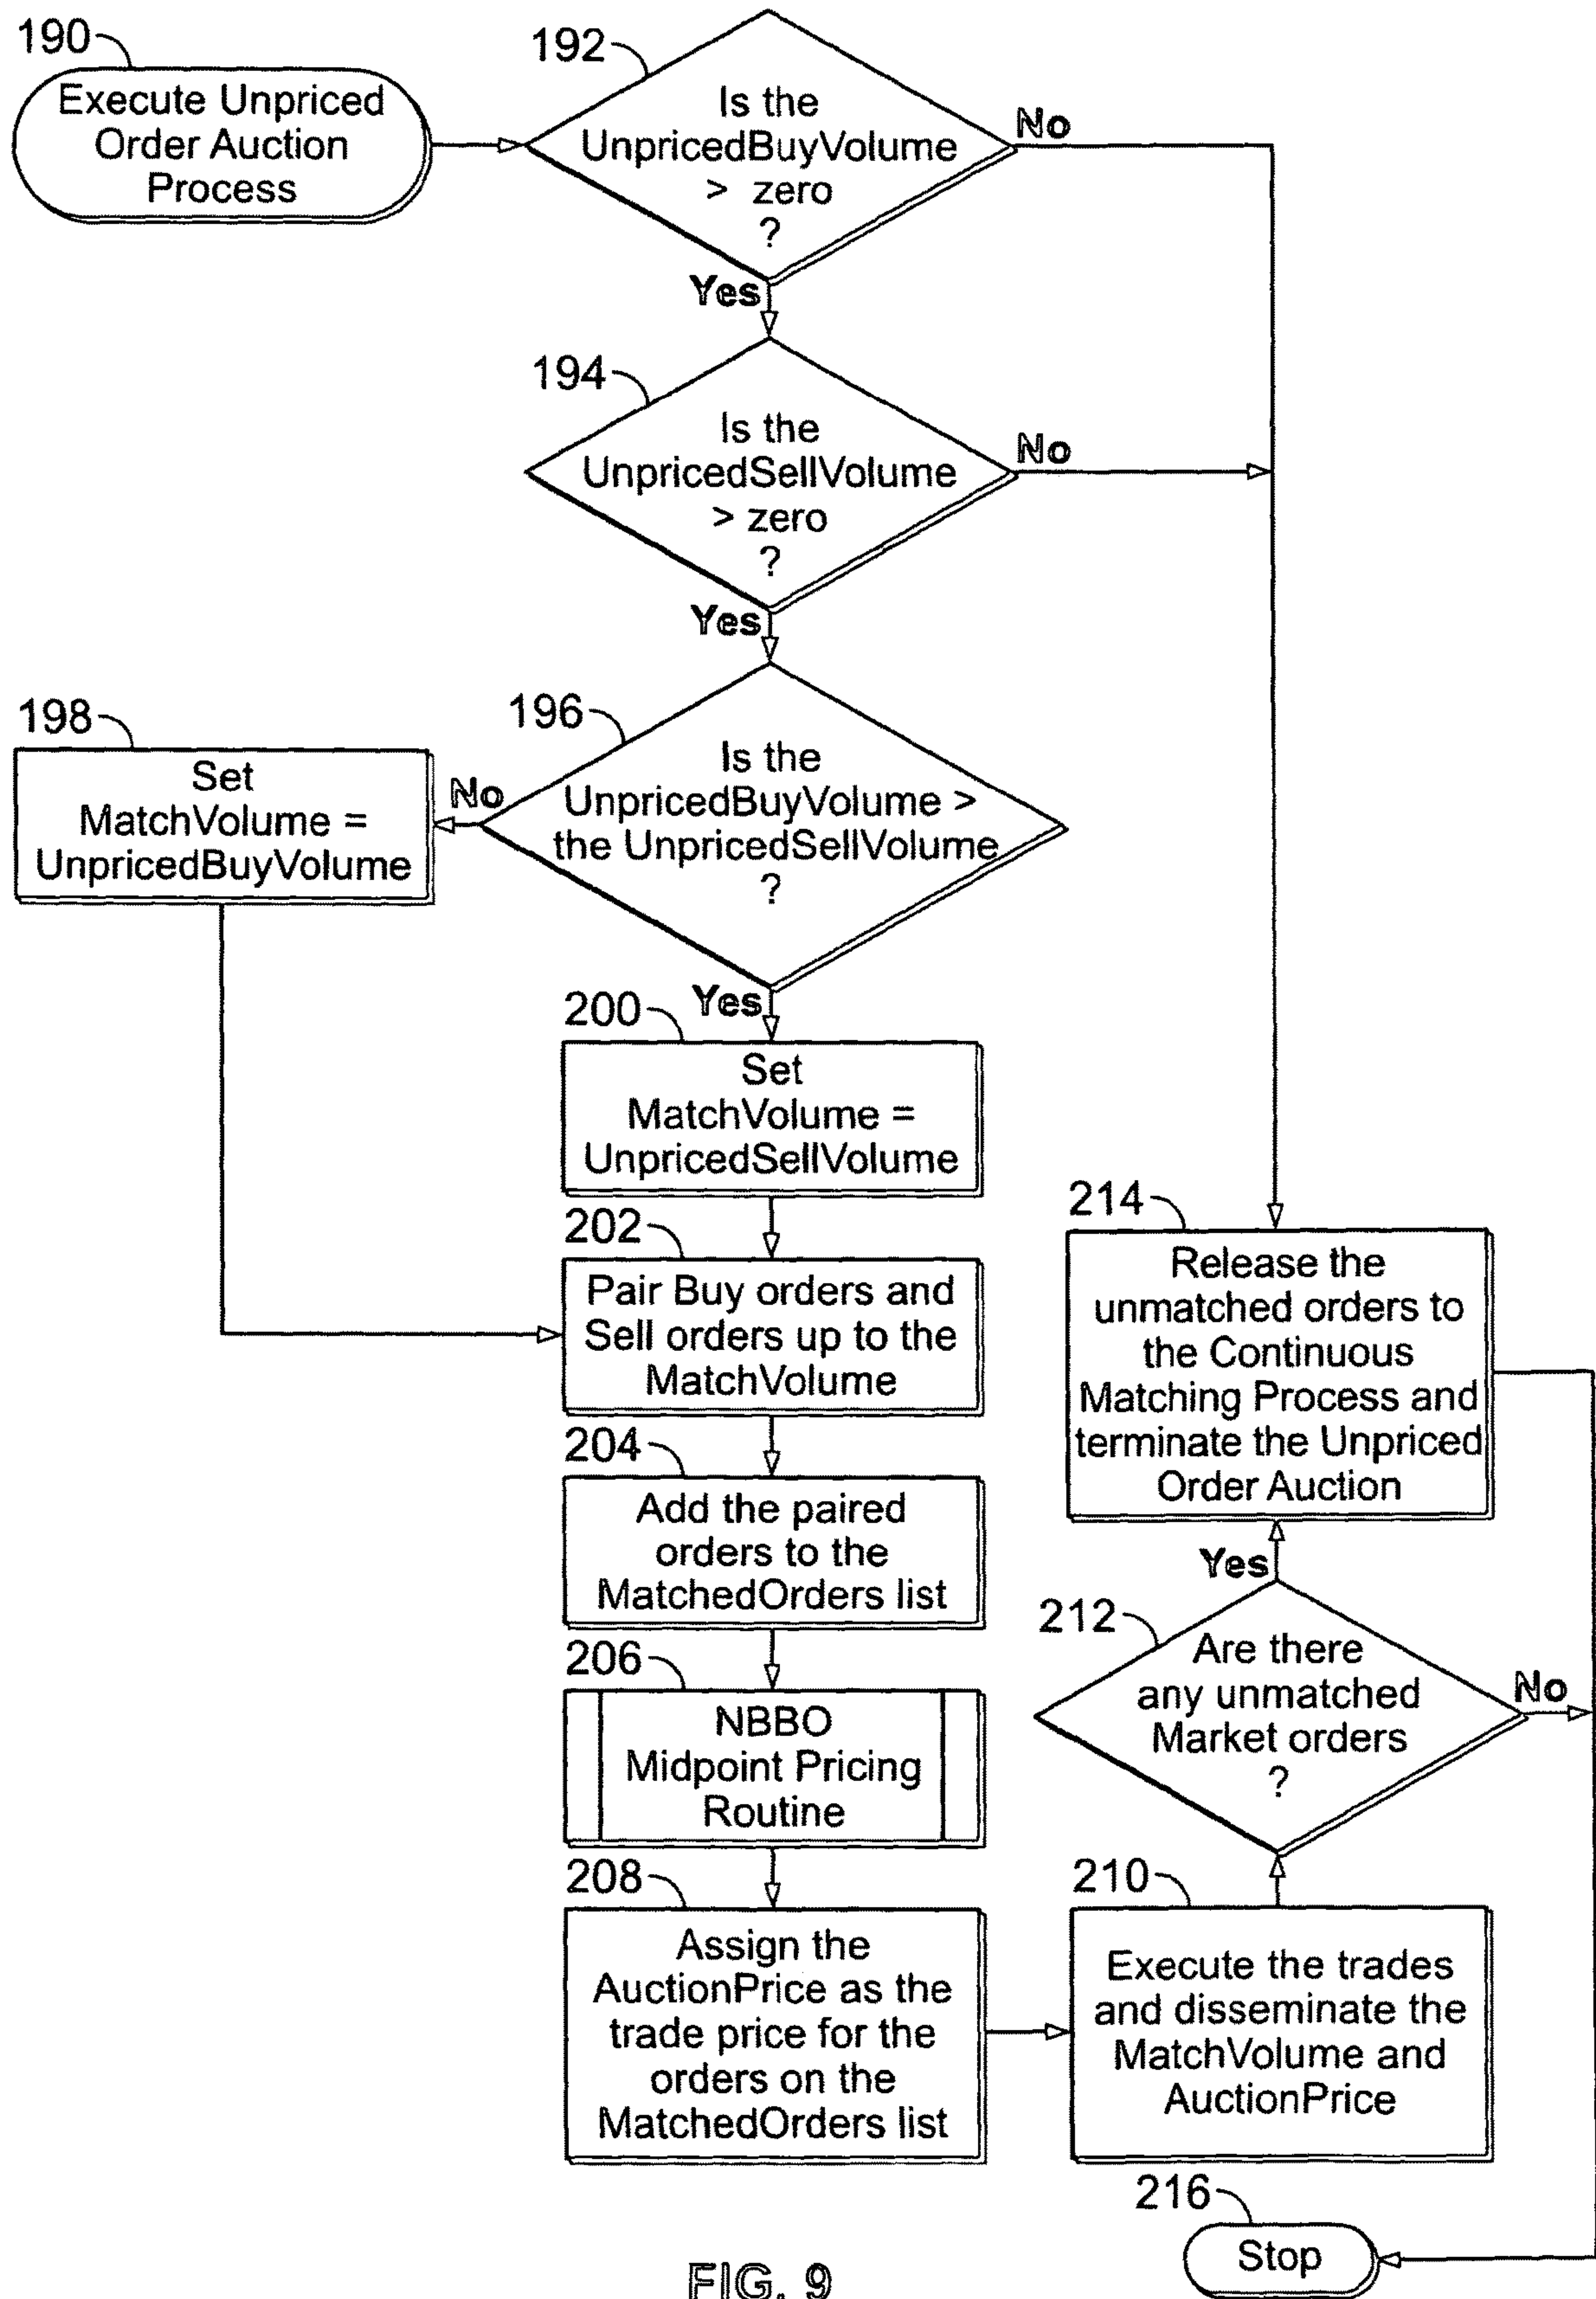 190
Execute Unpriced
Order Auction
Process
192
Is the
UnpricedBuyVolume
> zero
?
No
Yes
194
Is the
UnpricedSellVolume
> zero
?
No
Yes
196
Is the
UnpricedBuyVolume >
the UnpricedSellVolume
?
No
Yes
198
Set
MatchVolume =
UnpricedBuyVolume
200
Set
MatchVolume =
UnpricedSellVolume
202
Pair Buy orders and
Sell orders up to the
MatchVolume
204
Add the paired
orders to the
MatchedOrders list
206
NBBO
Midpoint Pricing
Routine
208
Assign the
AuctionPrice as the
trade price for the
orders on the
MatchedOrders list
210
Execute the trades
and disseminate the
MatchVolume and
AuctionPrice
212
Are there
any unmatched
Market orders
?
Yes
No
214
Release the
unmatched orders to
the Continuous
Matching Process and
terminate the Unpriced
Order Auction
216
Stop
FIG. 9